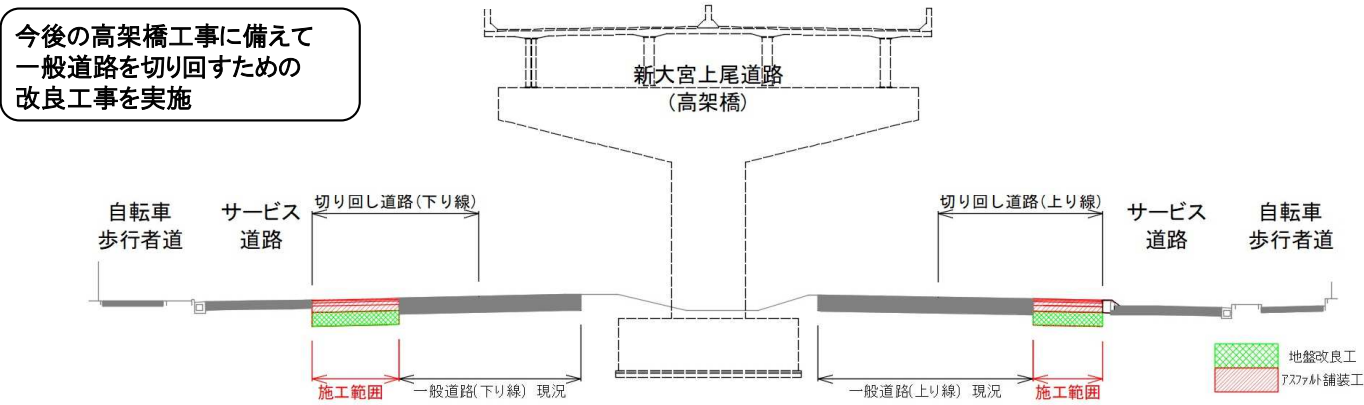 今後の高架橋工事に備えて
一般道路を切り回すための
改良工事を実施
新大宮上尾道路
(高架橋)
自転車
歩行者道
サービス
道路
切り回し道路(下り線)
切り回し道路(上り線)
サービス
道路
自転車
歩行者道
施工範囲
一般道路(下り線) 現況
一般道路(上り線) 現況
施工範囲
地盤改良工
アスファルト舗装工